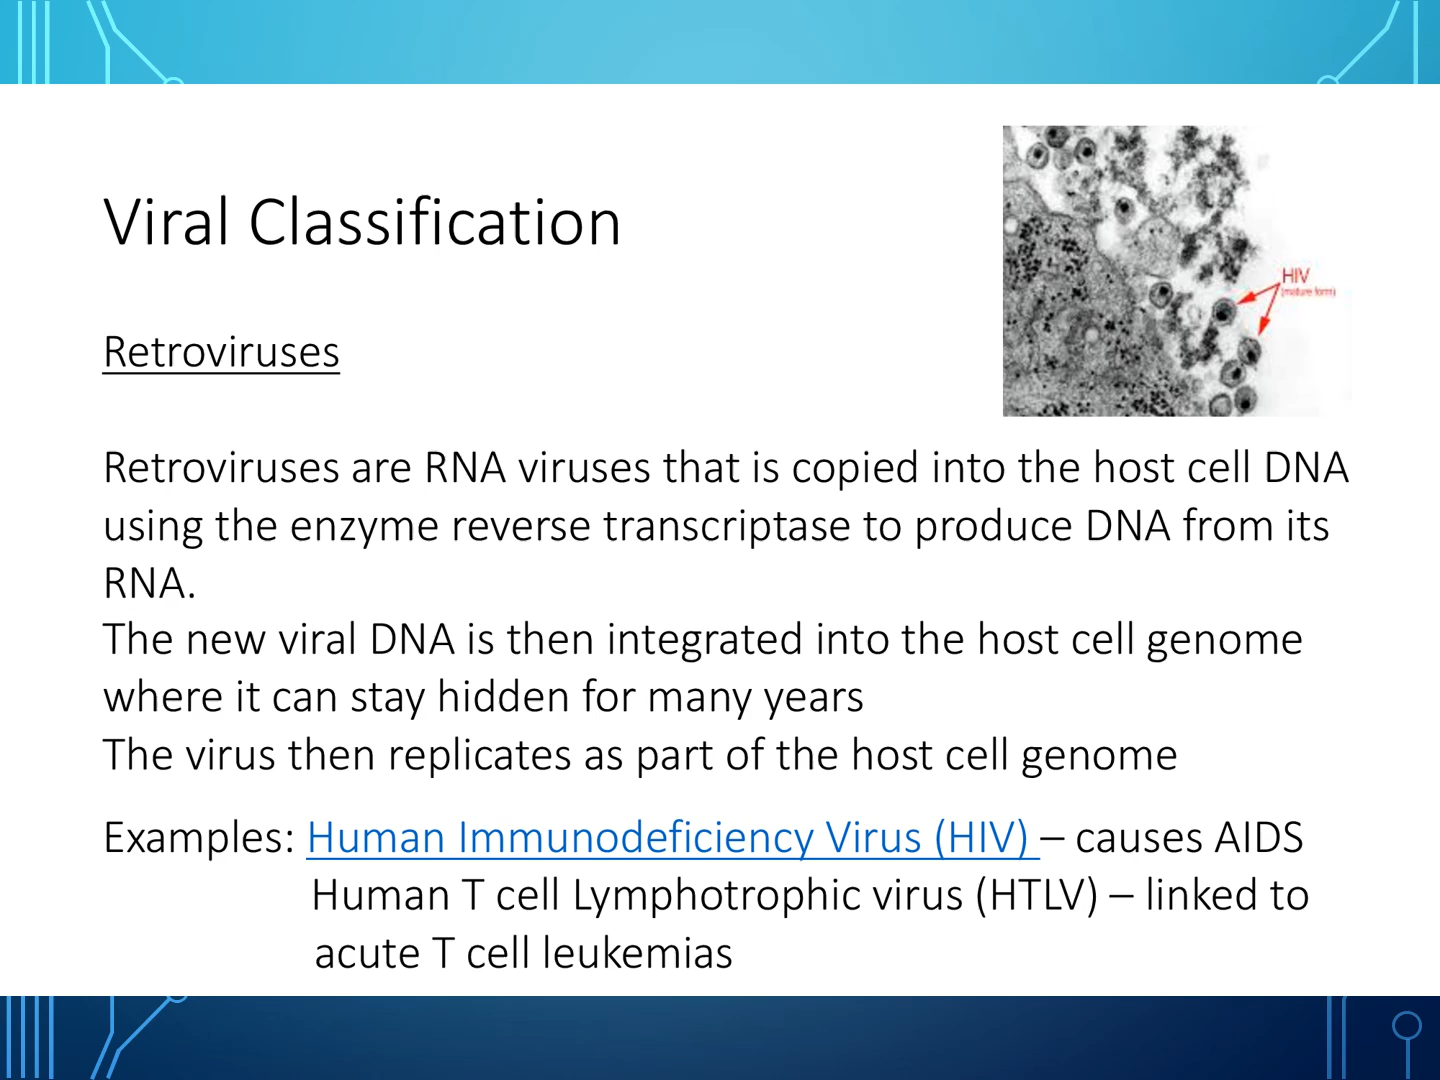 Viral Classification
HIV
(mature form)
Retroviruses
Retroviruses are RNA viruses that is copied into the host cell DNA
using the enzyme reverse transcriptase to produce DNA from its
RNA.
The new viral DNA is then integrated into the host cell genome
where it can stay hidden for many years
The virus then replicates as part of the host cell genome
Examples: Human Immunodeficiency Virus (HIV) – causes AIDS
Human T cell Lymphotrophic virus (HTLV) – linked to
acute T cell leukemias